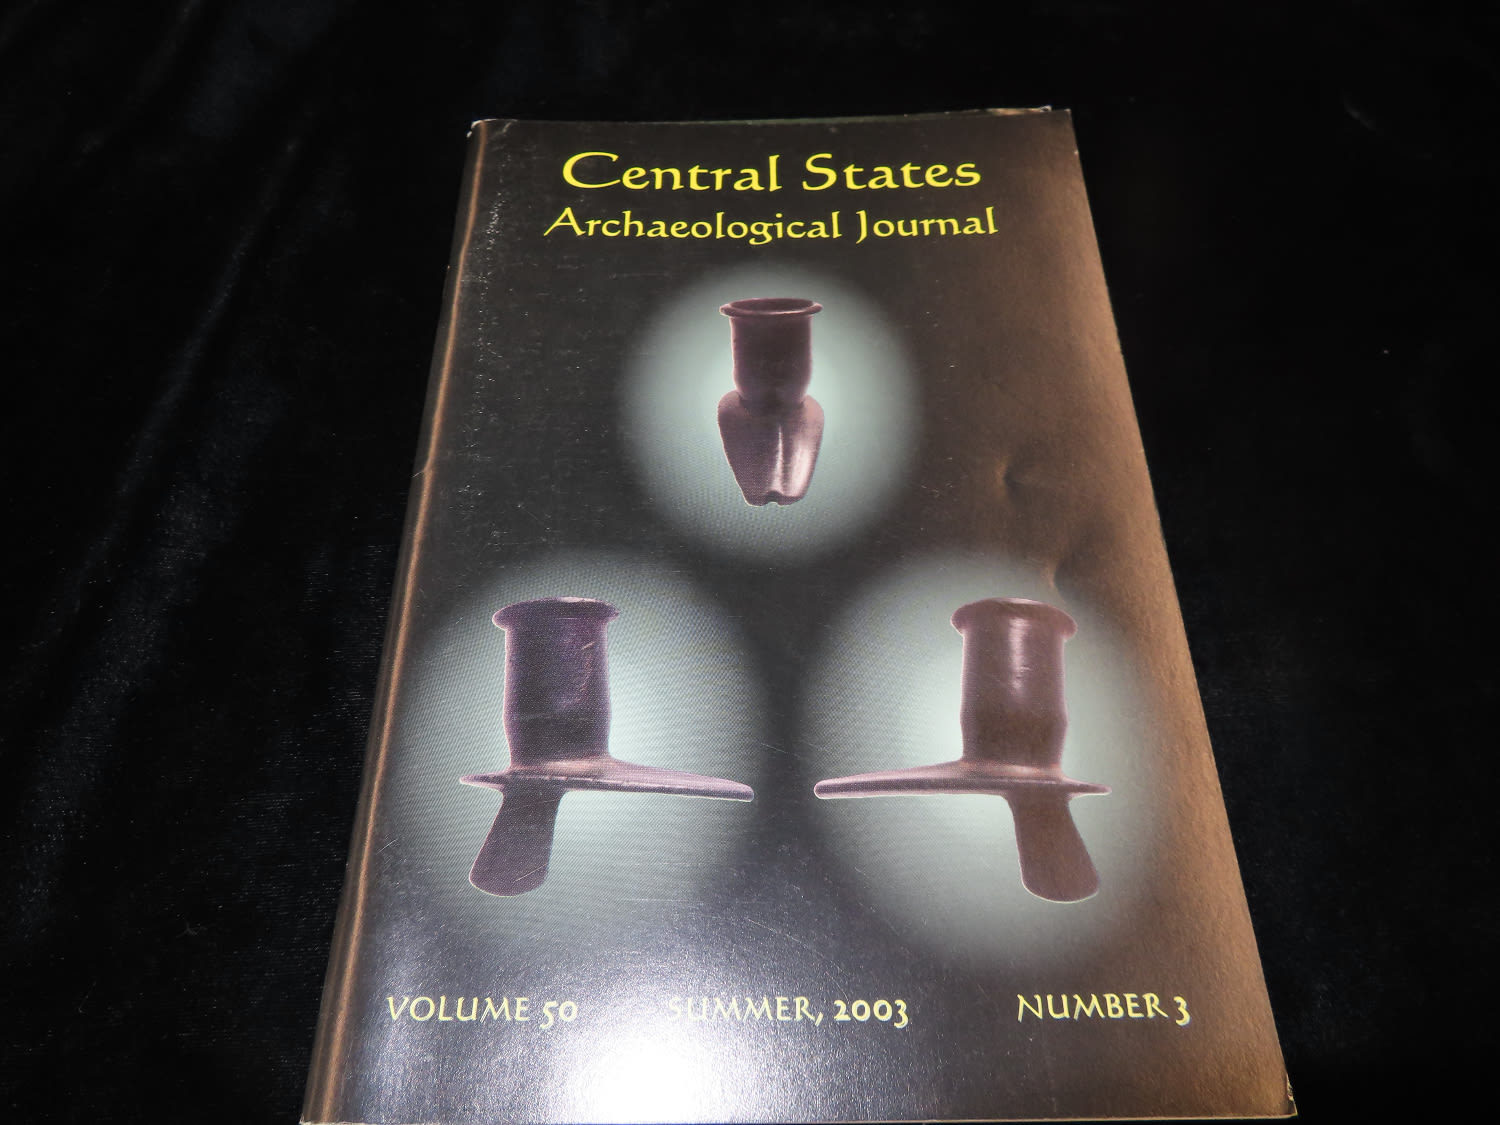 Central States
Archaeological Journal
VOLUME 50 SUMMER, 2003 NUMBER 3